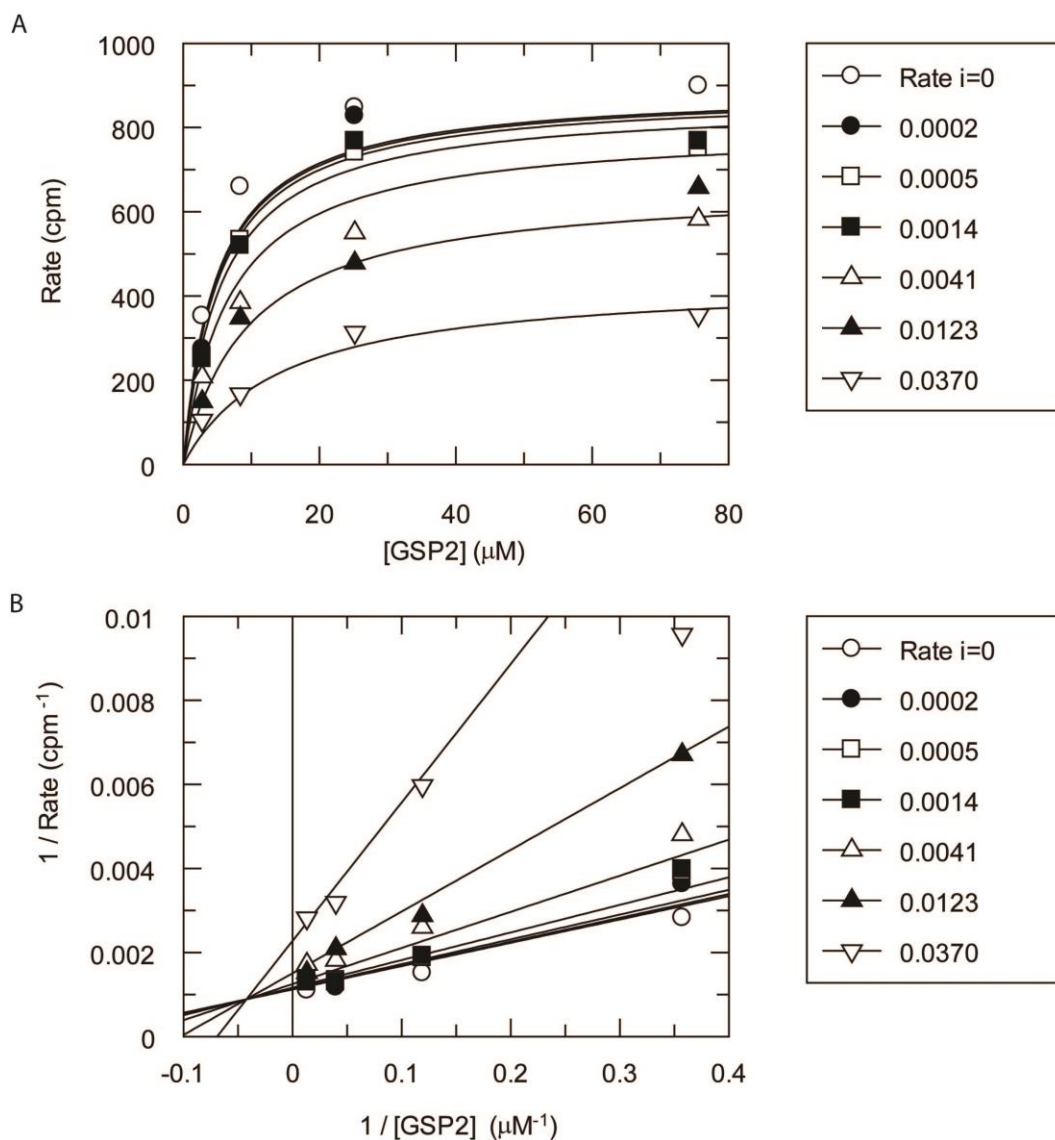 A
Rate (cpm)
1000
800
600
400
200
0
0 20 40 60 80
[GSP2] (μM)
Rate i=0
0.0002
0.0005
0.0014
0.0041
0.0123
0.0370
B
1 / Rate (cpm-1)
0.01
0.008
0.006
0.004
0.002
0
-0.1 0 0.1 0.2 0.3 0.4
1 / [GSP2] (μM-1)
Rate i=0
0.0002
0.0005
0.0014
0.0041
0.0123
0.0370